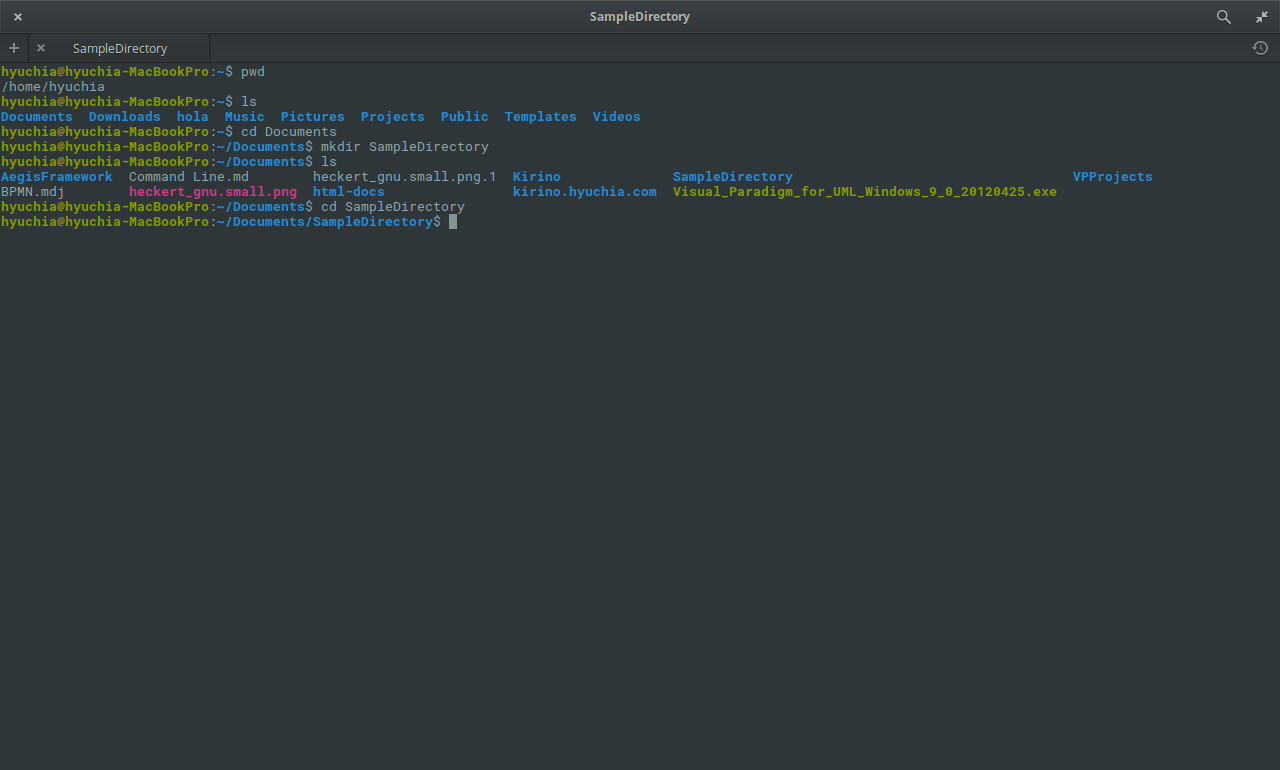 SampleDirectory
SampleDirectory
hyuchia@hyuchia-MacBookPro:~$ pwd
/home/hyuchia
hyuchia@hyuchia-MacBookPro:~$ ls
Documents  Downloads  hola  Music  Pictures  Projects  Public  Templates  Videos
hyuchia@hyuchia-MacBookPro:~$ cd Documents
hyuchia@hyuchia-MacBookPro:~/Documents$ mkdir SampleDirectory
hyuchia@hyuchia-MacBookPro:~/Documents$ ls
AegisFramework  Command Line.md        heckert_gnu.small.png.1  Kirino              SampleDirectory                                   VPProjects
BPMN.mdj        heckert_gnu.small.png  html-docs                kirino.hyuchia.com  Visual_Paradigm_for_UML_Windows_9_0_20120425.exe
hyuchia@hyuchia-MacBookPro:~/Documents$ cd SampleDirectory
hyuchia@hyuchia-MacBookPro:~/Documents/SampleDirectory$